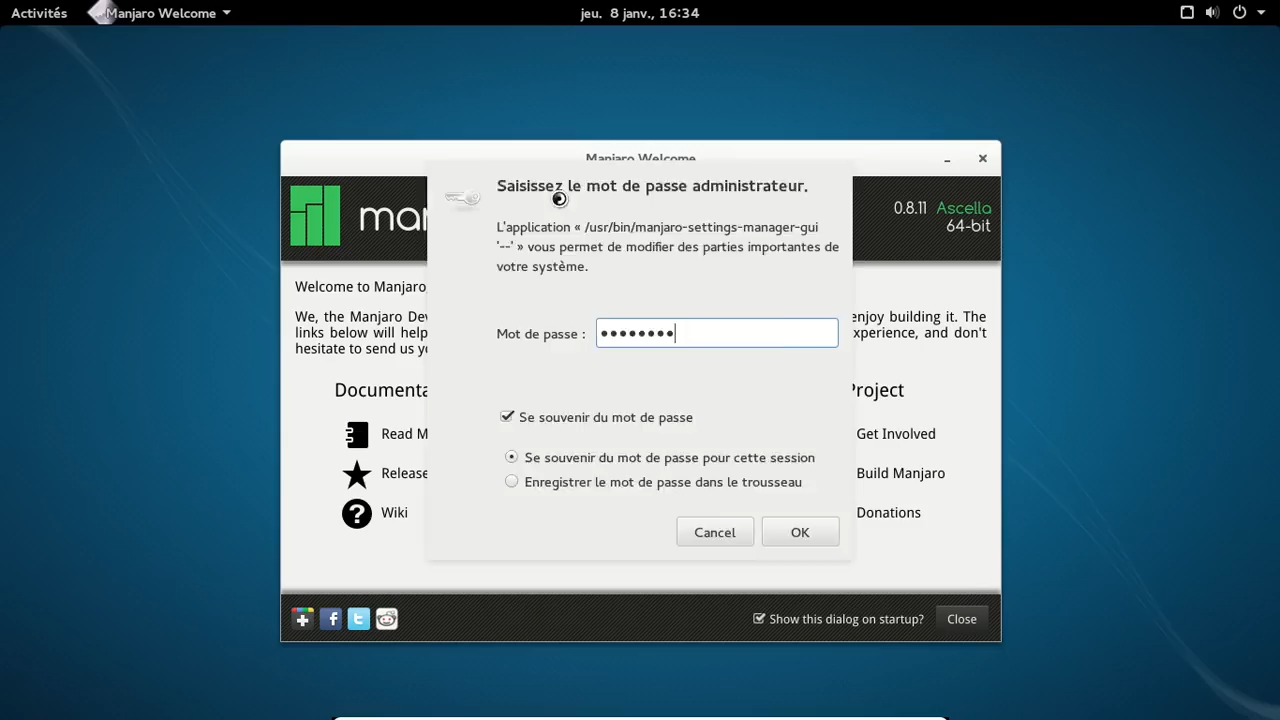 Activités
Manjaro Welcome
jeu. 8 janv., 16:34
Manjaro Welcome
man
0.8.11 Ascella
64-bit
Saisissez le mot de passe administrateur.
L'application « /usr/bin/manjaro-settings-manager-gui
'--' » vous permet de modifier des parties importantes de
votre système.
Mot de passe : ●●●●●●●●
Se souvenir du mot de passe
Se souvenir du mot de passe pour cette session
Enregistrer le mot de passe dans le trousseau
Cancel
OK
Welcome to Manjaro,
We, the Manjaro Dev
enjoy building it. The
links below will help
experience, and don't
hesitate to send us yo
Documenta
Project
Read M
Get Involved
Release
Build Manjaro
Wiki
Donations
Show this dialog on startup?
Close